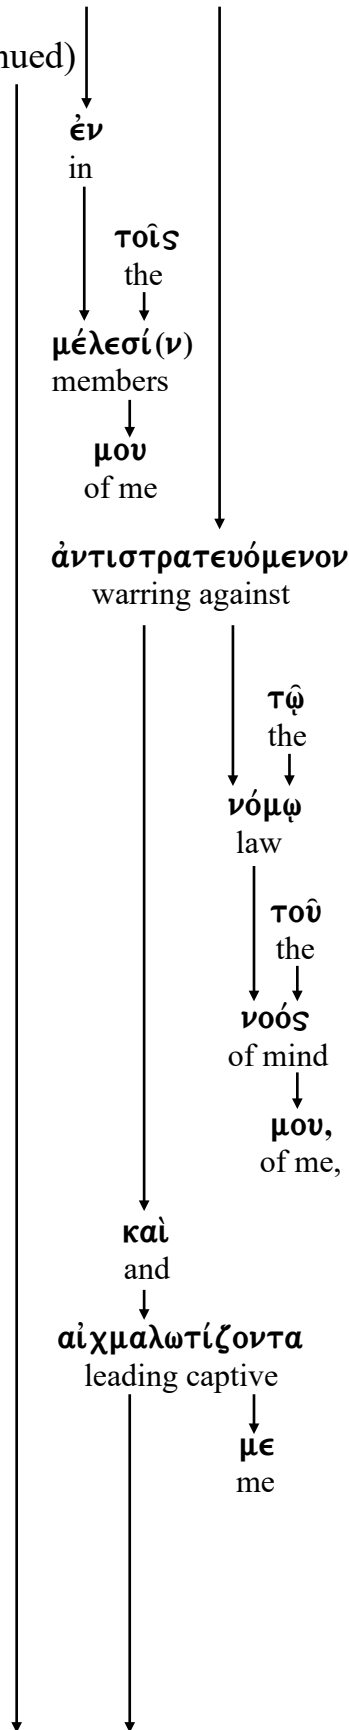 nued)
ἐν
in
τοῖς
the
μέλεσί(ν)
members
μου
of me
ἀντιστρατευόμενον
warring against
τῷ
the
νόμῳ
law
τοῦ
the
νοός
of mind
μου,
of me,
καὶ
and
αἰχμαλωτίζοντα
leading captive
με
me